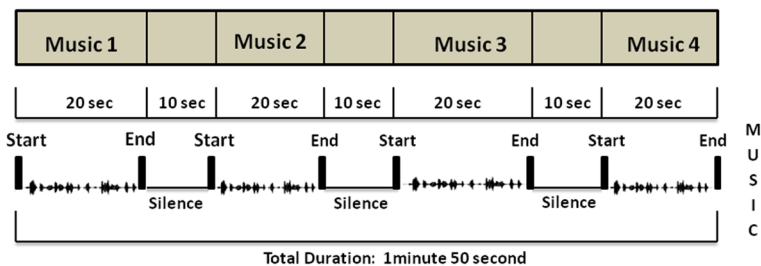 Music 1 Music 2 Music 3 Music 4
20 sec 10 sec 20 sec 10 sec 20 sec 10 sec 20 sec
Start End Start End Start End Start End
Silence Silence Silence
Total Duration: 1minute 50 second
MUSIC